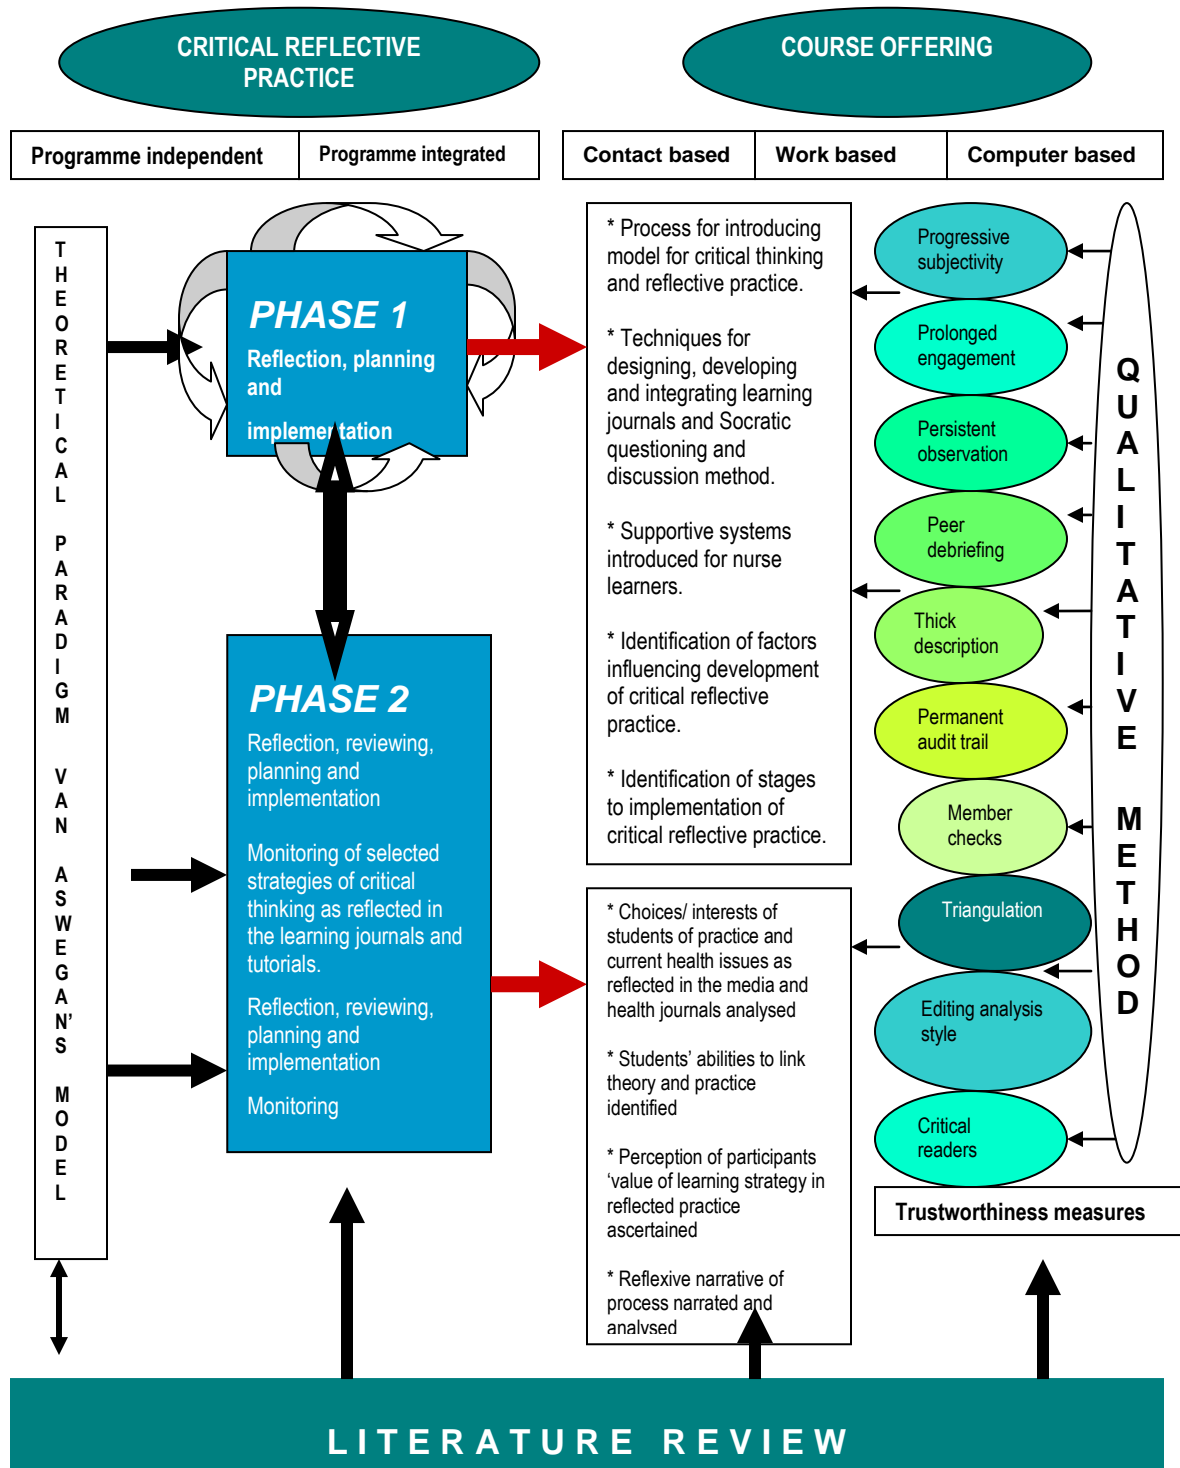 CRITICAL REFLECTIVE
PRACTICE
COURSE OFFERING
Programme independent
Programme integrated
Contact based
Work based
Computer based
THEORETICAL PARADIGM VAN ASWEGAN'S MODEL
PHASE 1
Reflection, planning
and
implementation
PHASE 2
Reflection, reviewing,
planning and
implementation
Monitoring of selected
strategies of critical
thinking as reflected in
the learning journals and
tutorials.
Reflection, reviewing,
planning and
implementation
Monitoring
* Process for introducing
model for critical thinking
and reflective practice.
* Techniques for
designing, developing
and integrating learning
journals and Socratic
questioning and
discussion method.
* Supportive systems
introduced for nurse
learners.
* Identification of factors
influencing development
of critical reflective
practice.
* Identification of stages
to implementation of
critical reflective practice.
* Choices/ interests of
students of practice and
current health issues as
reflected in the media and
health journals analysed
* Students' abilities to link
theory and practice
identified
* Perception of participants
'value of learning strategy in
reflected practice
ascertained
* Reflexive narrative of
process narrated and
analysed
Progressive
subjectivity
Prolonged
engagement
Persistent
observation
Peer
debriefing
Thick
description
Permanent
audit trail
Member
checks
Triangulation
Editing analysis
style
Critical
readers
Trustworthiness measures
QUALITATIVE METHOD
LITERATURE REVIEW